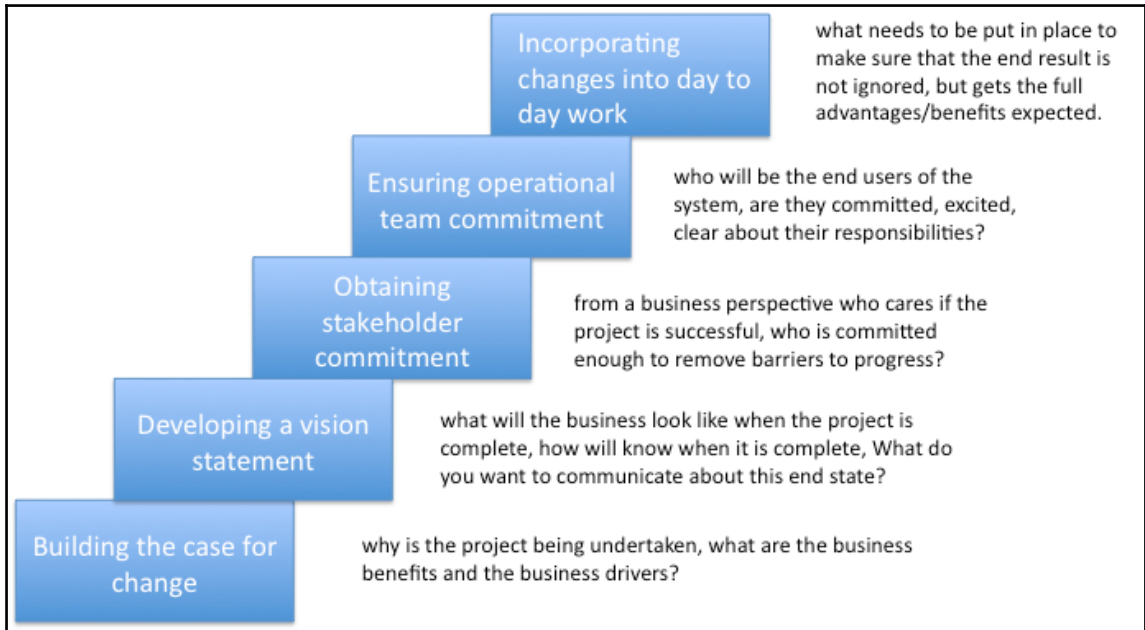 Incorporating
changes into day to
day work
what needs to be put in place to
make sure that the end result is
not ignored, but gets the full
advantages/benefits expected.
Ensuring operational
team commitment
who will be the end users of the
system, are they committed, excited,
clear about their responsibilities?
Obtaining
stakeholder
commitment
from a business perspective who cares if the
project is successful, who is committed
enough to remove barriers to progress?
Developing a vision
statement
what will the business look like when the project is
complete, how will know when it is complete, What do
you want to communicate about this end state?
Building the case for
change
why is the project being undertaken, what are the business
benefits and the business drivers?